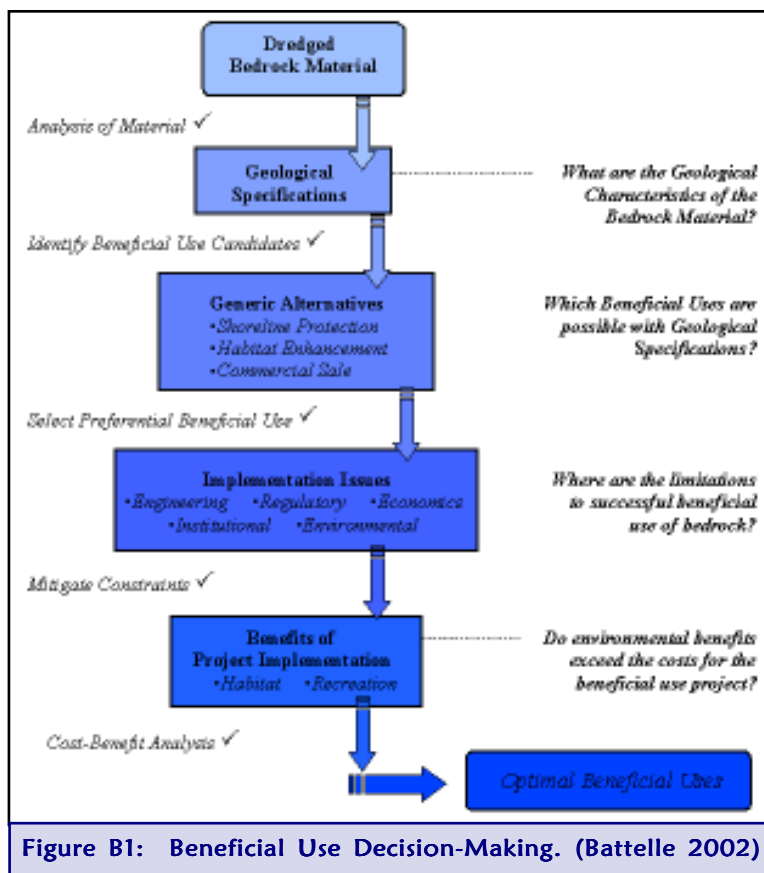 Dredged
Bedrock Material
Analysis of Material ✓
Geological
Specifications
What are the Geological
Characteristics of the
Bedrock Material?
Identify Beneficial Use Candidates ✓
Generic Alternatives
•Shoreline Protection
•Habitat Enhancement
•Commercial Sale
Which Beneficial Uses are
possible with Geological
Specifications?
Select Preferential Beneficial Use ✓
Implementation Issues
•Engineering •Regulatory •Economics
•Institutional •Environmental
Where are the limitations
to successful beneficial
use of bedrock?
Mitigate Constraints ✓
Benefits of
Project Implementation
•Habitat •Recreation
Do environmental benefits
exceed the costs for the
beneficial use project?
Cost-Benefit Analysis ✓
Optimal Beneficial Uses
Figure B1: Beneficial Use Decision-Making. (Battelle 2002)